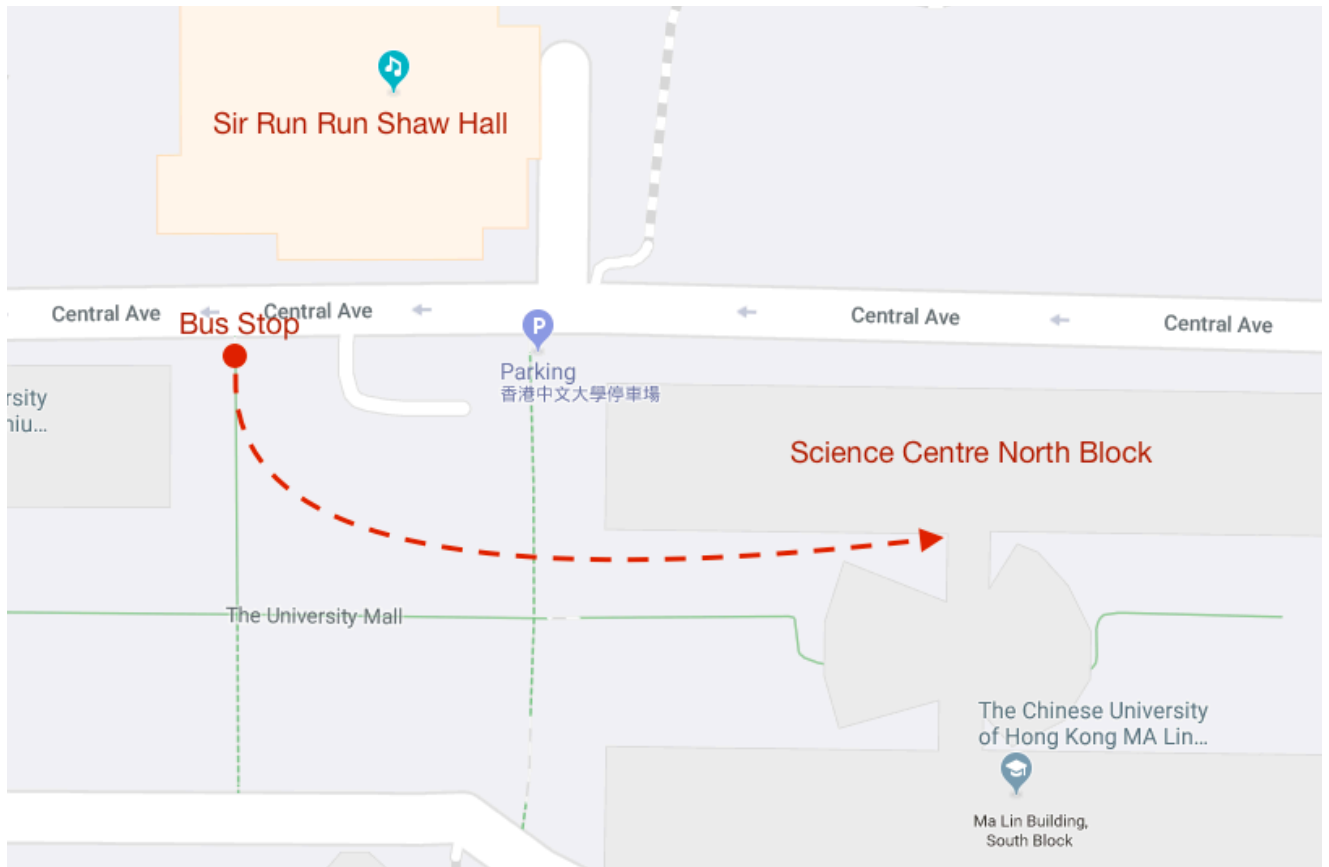 Sir Run Run Shaw Hall
Central Ave
Central Ave
Central Ave
Central Ave
Bus Stop
P
Parking
香港中文大學停車場
rsity
niu...
Science Centre North Block
The University Mall
The Chinese University
of Hong Kong MA Lin...
Ma Lin Building,
South Block